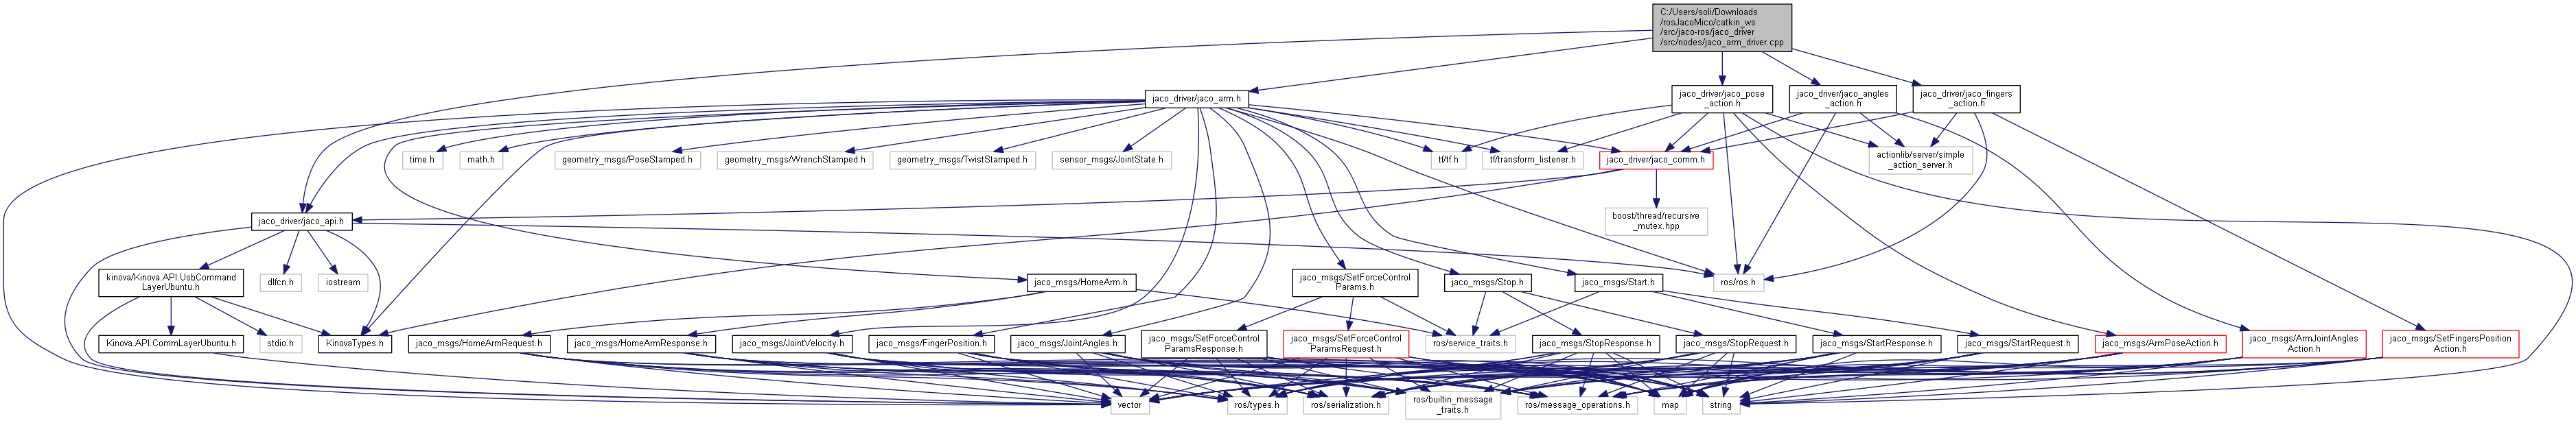 C:/Users/soli/Downloads
/rosJacoMico/catkin_ws
/src/jaco-ros/jaco_driver
/src/nodes/jaco_arm_driver.cpp
jaco_driver/jaco_arm.h
jaco_driver/jaco_pose
_action.h
jaco_driver/jaco_angles
_action.h
jaco_driver/jaco_fingers
_action.h
time.h
math.h
geometry_msgs/PoseStamped.h
geometry_msgs/WrenchStamped.h
geometry_msgs/TwistStamped.h
sensor_msgs/JointState.h
tf/tf.h
tf/transform_listener.h
jaco_driver/jaco_comm.h
actionlib/server/simple
_action_server.h
jaco_driver/jaco_api.h
boost/thread/recursive
_mutex.hpp
kinova/Kinova.API.UsbCommand
LayerUbuntu.h
dlfcn.h
iostream
jaco_msgs/HomeArm.h
jaco_msgs/SetForceControl
Params.h
jaco_msgs/Stop.h
jaco_msgs/Start.h
ros/ros.h
Kinova.API.CommLayerUbuntu.h
stdio.h
KinovaTypes.h
jaco_msgs/HomeArmRequest.h
jaco_msgs/HomeArmResponse.h
jaco_msgs/JointVelocity.h
jaco_msgs/FingerPosition.h
jaco_msgs/JointAngles.h
jaco_msgs/SetForceControl
ParamsResponse.h
jaco_msgs/SetForceControl
ParamsRequest.h
ros/service_traits.h
jaco_msgs/StopResponse.h
jaco_msgs/StopRequest.h
jaco_msgs/StartResponse.h
jaco_msgs/StartRequest.h
jaco_msgs/ArmPoseAction.h
jaco_msgs/ArmJointAngles
Action.h
jaco_msgs/SetFingersPosition
Action.h
vector
ros/types.h
ros/serialization.h
ros/builtin_message
_traits.h
ros/message_operations.h
map
string